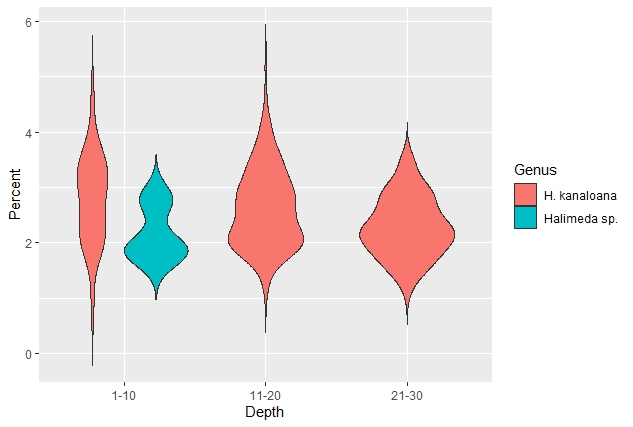 6
4
2
0
Percent
1-10
11-20
21-30
Depth
Genus
H. kanaloana
Halimeda sp.